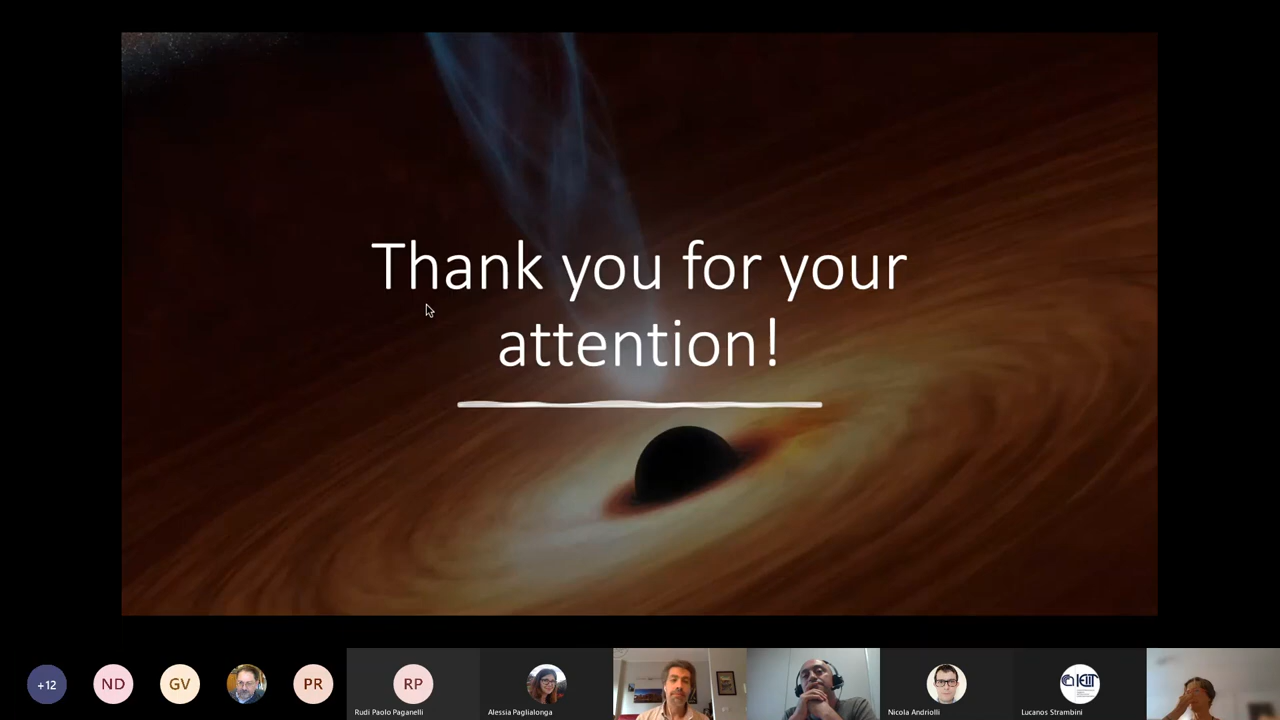 Thank you for your
attention!
+12
ND
GV
PR
RP
Rudi Paolo Paganelli
Alessia Paglialonga
Nicola Andriolli
IEIIT
Lucanos Strambini